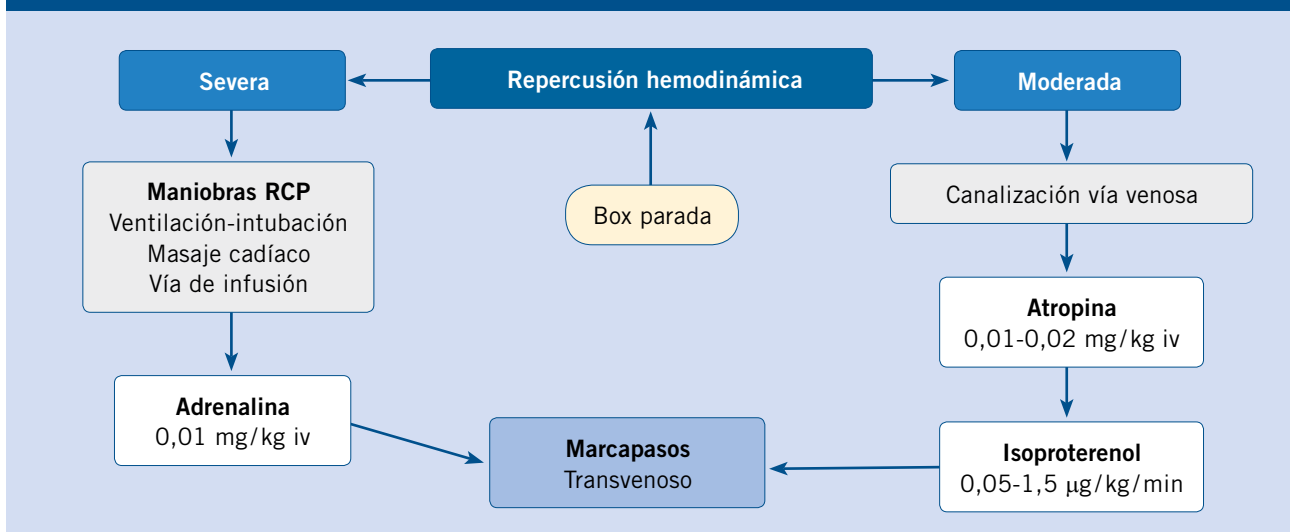 Severa
Repercusión hemodinámica
Moderada
Maniobras RCP
Ventilación-intubación
Masaje cardíaco
Vía de infusión
Box parada
Canalización vía venosa
Atropina
0,01-0,02 mg/kg iv
Adrenalina
0,01 mg/kg iv
Marcapasos
Transvenoso
Isoproterenol
0,05-1,5 μg/kg/min